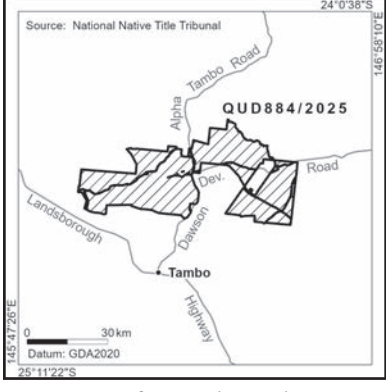 24°0'38"S
Source: National Native Title Tribunal
146°58'10"E
Alpha
Tambo Road
QUD884/2025
Dev. Road
Landsborough
Dawson
Tambo
Highway
145°47'26"E
0 30 km
Datum: GDA2020
25°11'22"S